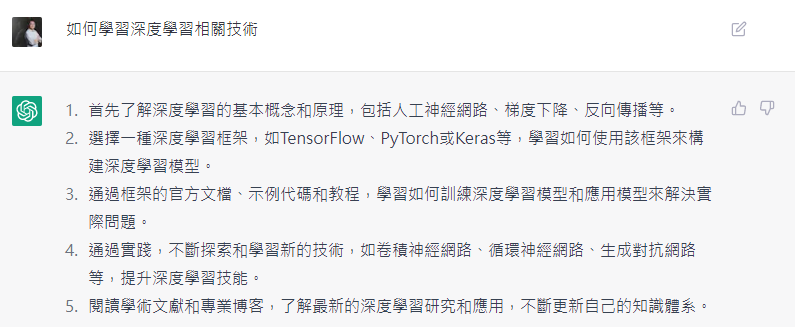 如何學習深度學習相關技術
1. 首先了解深度學習的基本概念和原理，包括人工神經網路、梯度下降、反向傳播等。
2. 選擇一種深度學習框架，如TensorFlow、PyTorch或Keras等，學習如何使用該框架來構
建深度學習模型。
3. 通過框架的官方文檔、示例代碼和教程，學習如何訓練深度學習模型和應用模型來解決實
際問題。
4. 通過實踐，不斷探索和學習新的技術，如卷積神經網路、循環神經網路、生成對抗網路
等，提升深度學習技能。
5. 閱讀學術文獻和專業博客，了解最新的深度學習研究和應用，不斷更新自己的知識體系。